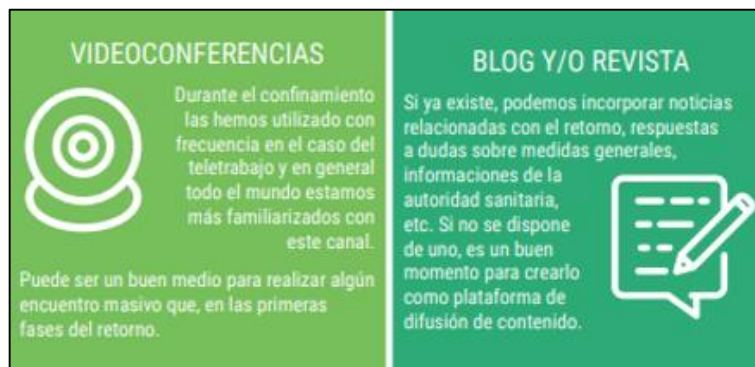 VIDEOCONFERENCIAS
Durante el confinamiento
las hemos utilizado con
frecuencia en el caso del
teletrabajo y en general
todo el mundo estamos
más familiarizados con
este canal.
Puede ser un buen medio para realizar algún
encuentro masivo que, en las primeras
fases del retorno.
BLOG Y/O REVISTA
Si ya existe, podemos incorporar noticias
relacionadas con el retorno, respuestas
a dudas sobre medidas generales,
informaciones de la
autoridad sanitaria,
etc. Si no se dispone
de uno, es un buen
momento para crearlo
como plataforma de
difusión de contenido.